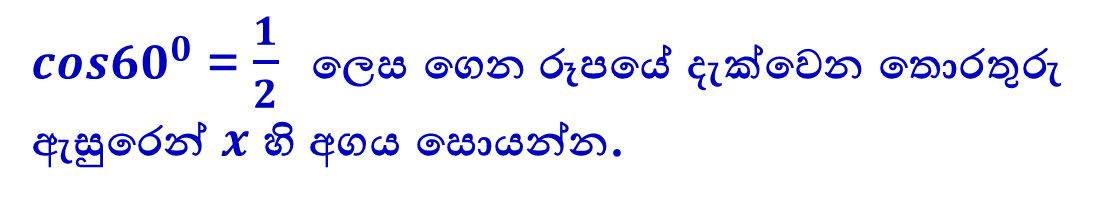 cos60⁰ = 1/2 ලෙස ගෙන රූපයේ දැක්වෙන තොරතුරු
ඇසුරෙන් x හි අගය සොයන්න.